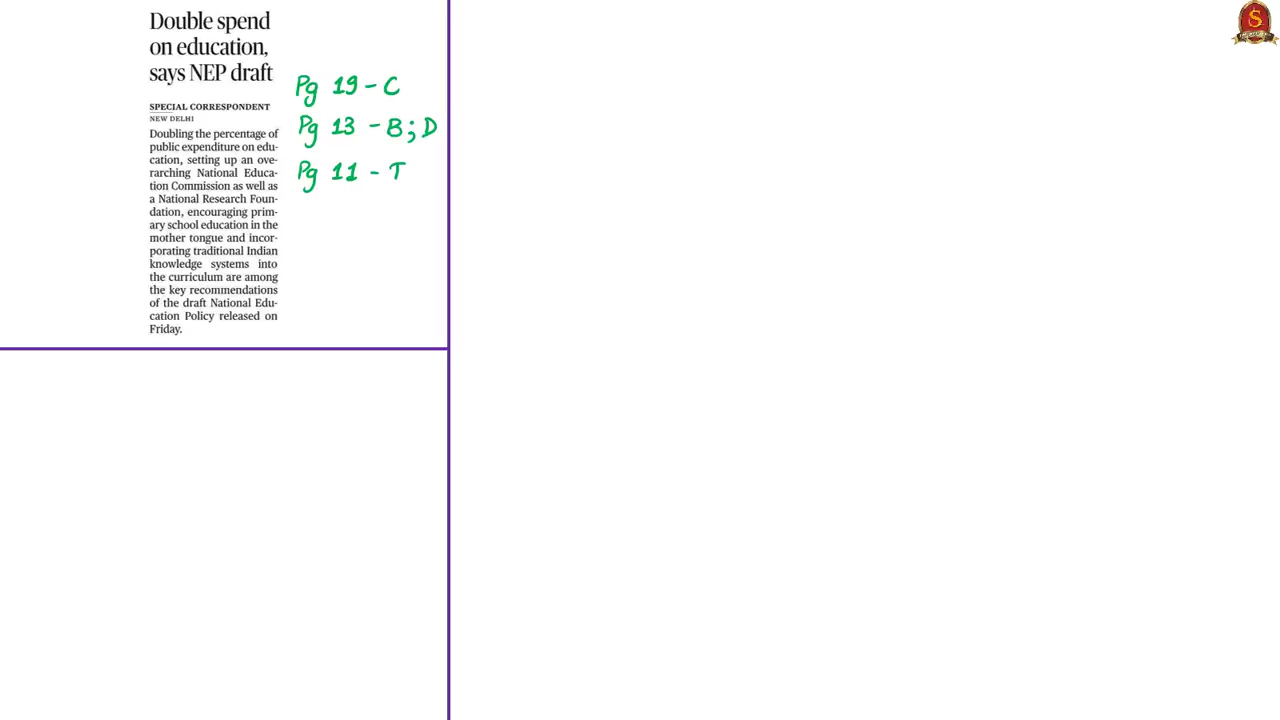 Double spend
on education,
says NEP draft
SPECIAL CORRESPONDENT
NEW DELHI
Doubling the percentage of
public expenditure on edu-
cation, setting up an ove-
rarching National Educa-
tion Commission as well as
a National Research Foun-
dation, encouraging prim-
ary school education in the
mother tongue and incor-
porating traditional Indian
knowledge systems into
the curriculum are among
the key recommendations
of the draft National Edu-
cation Policy released on
Friday.
Pg 19 - C
Pg 13 - B ; D
Pg 11 - T